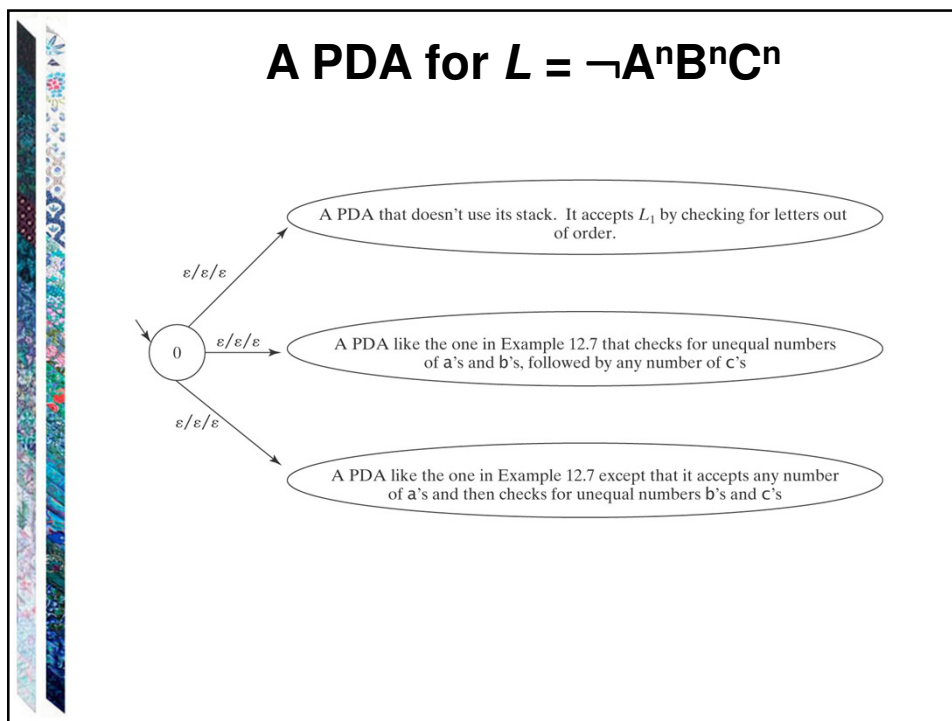 A PDA for L = ¬AⁿBⁿCⁿ
A PDA that doesn't use its stack. It accepts L₁ by checking for letters out
of order.
ε/ε/ε
0
ε/ε/ε
A PDA like the one in Example 12.7 that checks for unequal numbers
of a's and b's, followed by any number of c's
ε/ε/ε
A PDA like the one in Example 12.7 except that it accepts any number
of a's and then checks for unequal numbers b's and c's